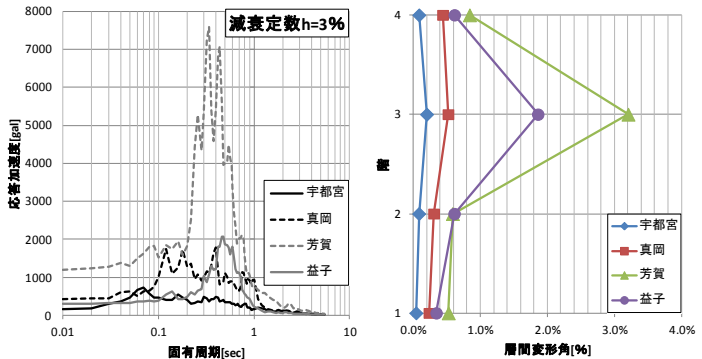 減衰定数h=3%
8000
7000
6000
5000
4000
3000
2000
1000
0
応答加速度[gal]
0.01
0.1
1
10
固有周期[sec]
宇都宮
真岡
芳賀
益子
4
3
2
1
階
0.0%
1.0%
2.0%
3.0%
4.0%
層間変形角[%]
宇都宮
真岡
芳賀
益子